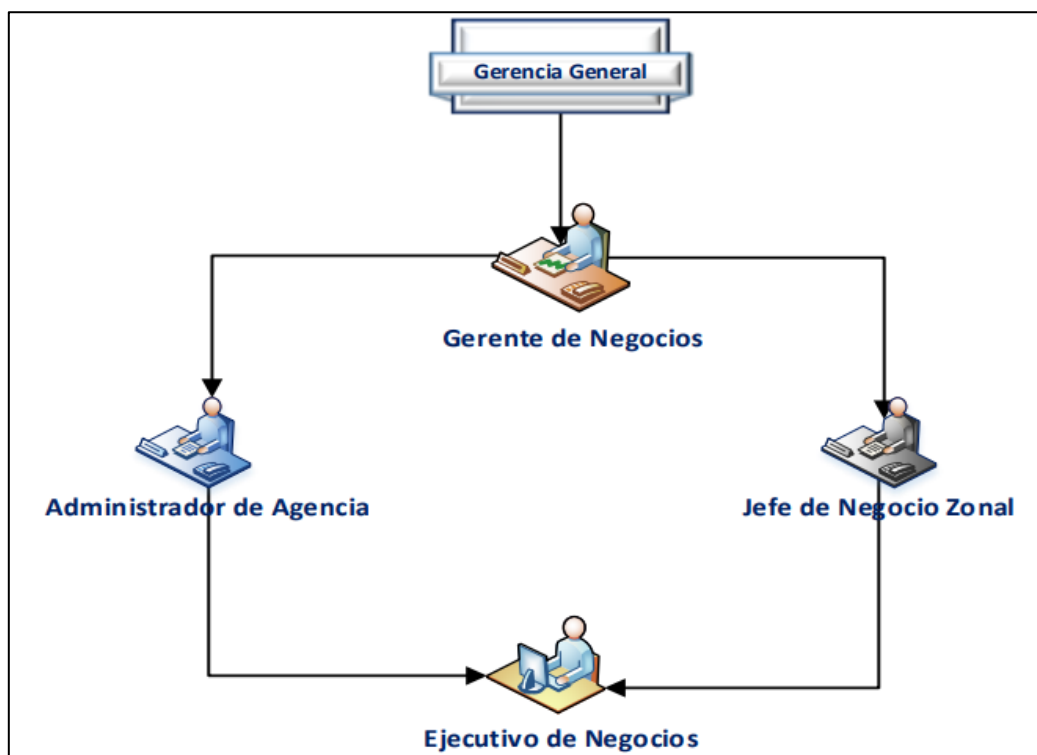 Gerencia General
Gerente de Negocios
Administrador de Agencia
Jefe de Negocio Zonal
Ejecutivo de Negocios